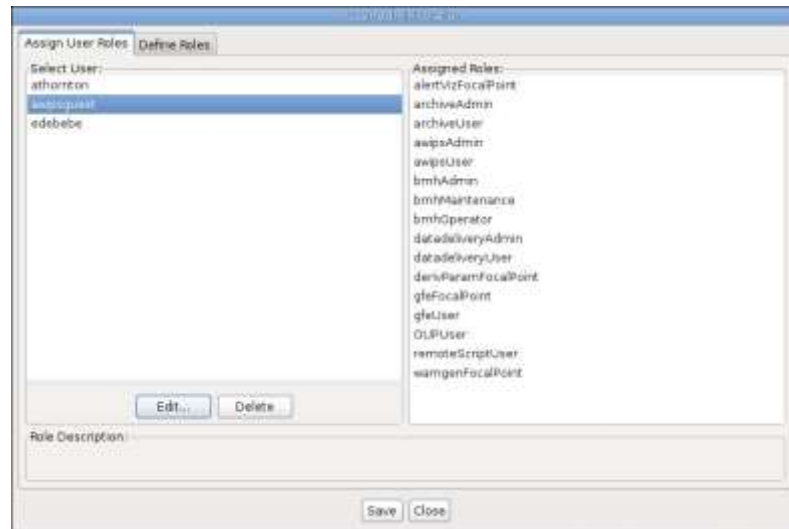 Assign User Roles
Define Roles
Select User:
athornton
awipsguest
edebebe
Edit...
Delete
Assigned Roles:
alertVizFocalPoint
archiveAdmin
archiveUser
awipsAdmin
awipsUser
bmhAdmin
bmhMaintenance
bmhOperator
datadeliveryAdmin
datadeliveryUser
derivParamFocalPoint
gfeFocalPoint
gfeUser
OUPUser
remoteScriptUser
warngenFocalPoint
Role Description:
Save
Close